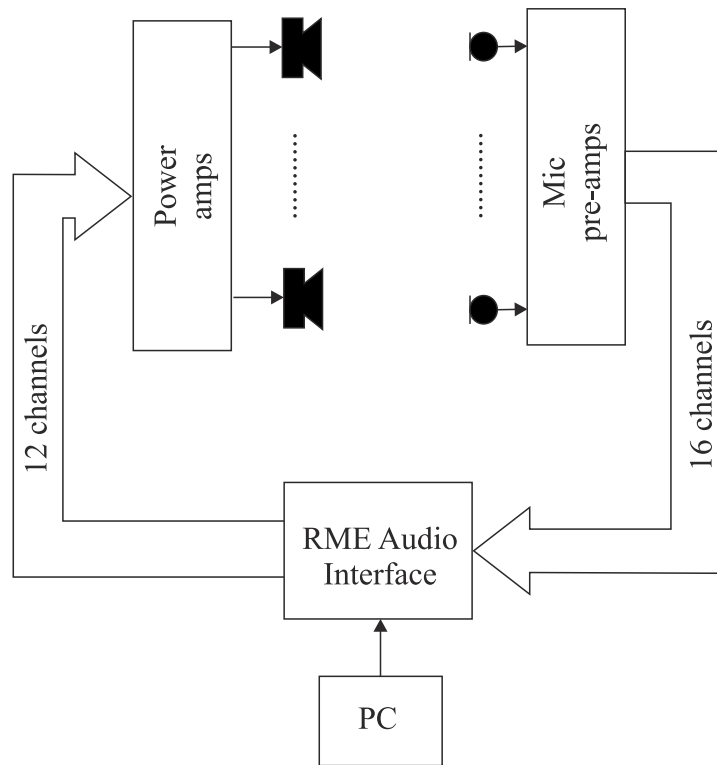 Power
amps
Mic
pre-amps
12 channels
16 channels
RME Audio
Interface
PC